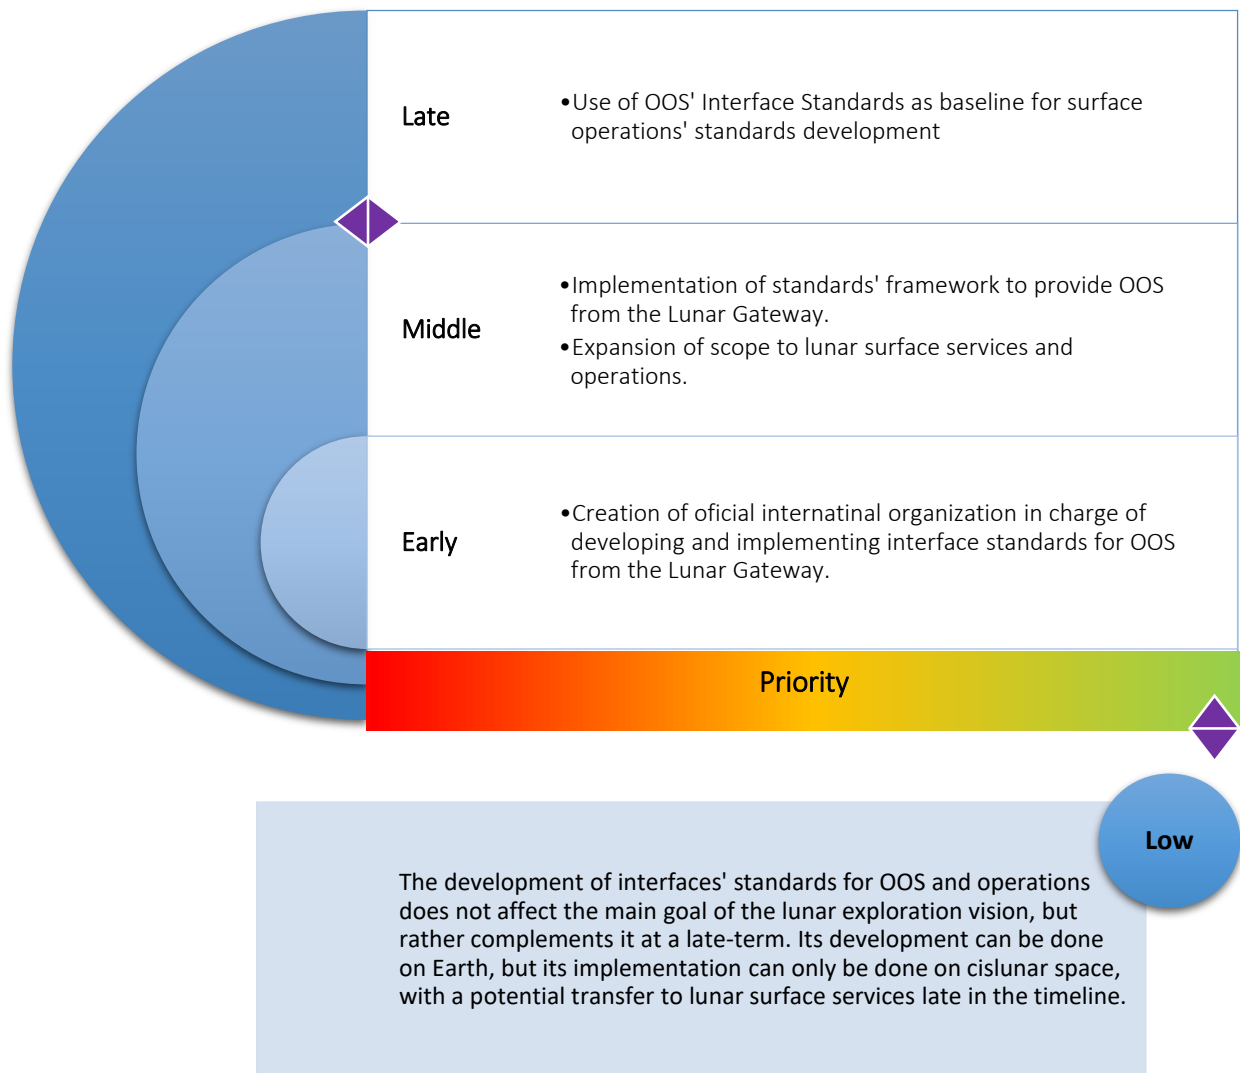 Late
•Use of OOS' Interface Standards as baseline for surface
operations' standards development
Middle
•Implementation of standards' framework to provide OOS
from the Lunar Gateway.
•Expansion of scope to lunar surface services and
operations.
Early
•Creation of oficial internatinal organization in charge of
developing and implementing interface standards for OOS
from the Lunar Gateway.
Priority
Low
The development of interfaces' standards for OOS and operations
does not affect the main goal of the lunar exploration vision, but
rather complements it at a late-term. Its development can be done
on Earth, but its implementation can only be done on cislunar space,
with a potential transfer to lunar surface services late in the timeline.